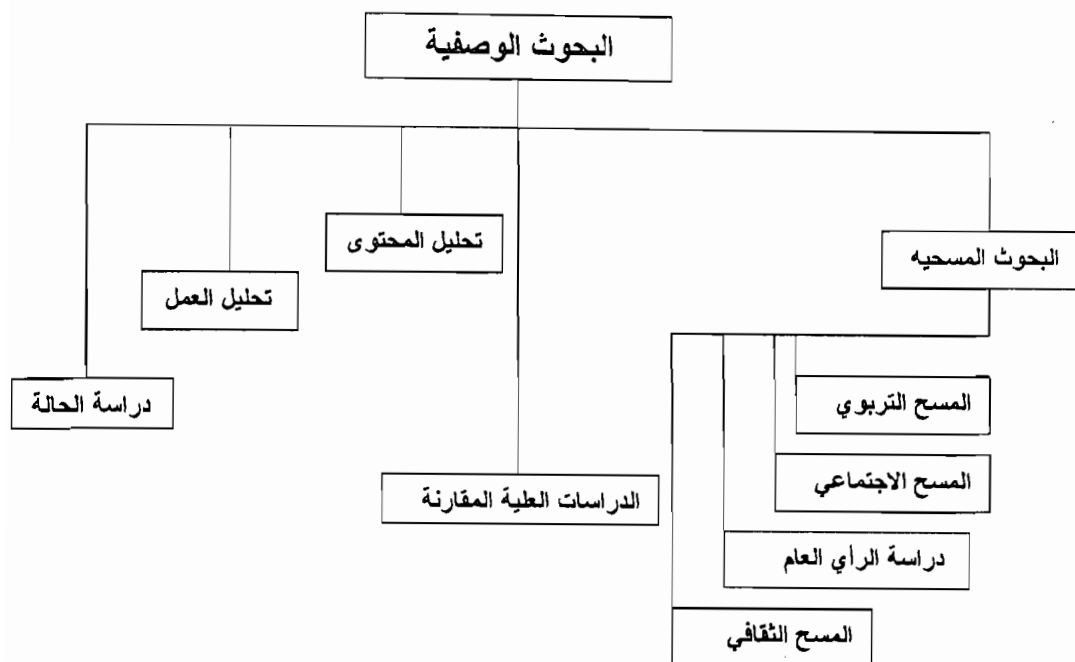 البحوث الوصفية
تحليل المحتوى
البحوث المسحيه
تحليل العمل
دراسة الحالة
المسح التربوي
المسح الاجتماعي
الدراسات العلية المقارنة
دراسة الرأي العام
المسح الثقافي